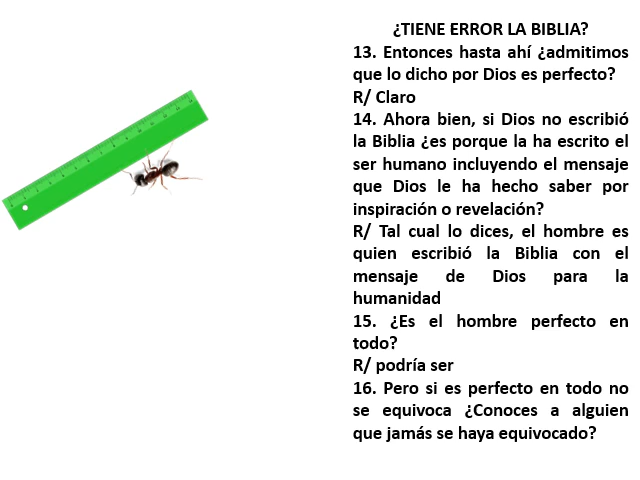 ¿TIENE ERROR LA BIBLIA?
13. Entonces hasta ahí ¿admitimos
que lo dicho por Dios es perfecto?
R/ Claro
14. Ahora bien, si Dios no escribió
la Biblia ¿es porque la ha escrito el
ser humano incluyendo el mensaje
que Dios le ha hecho saber por
inspiración o revelación?
R/ Tal cual lo dices, el hombre es
quien escribió la Biblia con el
mensaje de Dios para la
humanidad
15. ¿Es el hombre perfecto en
todo?
R/ podría ser
16. Pero si es perfecto en todo no
se equivoca ¿Conoces a alguien
que jamás se haya equivocado?